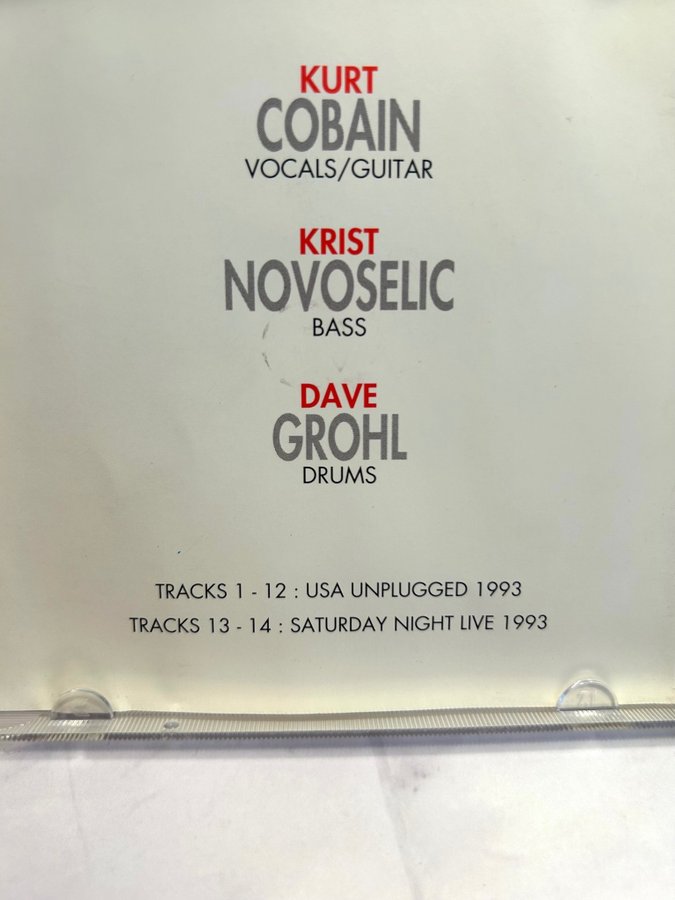 KURT
COBAIN
VOCALS/GUITAR
KRIST
NOVOSELIC
BASS
DAVE
GROHL
DRUMS
TRACKS 1 - 12 : USA UNPLUGGED 1993
TRACKS 13 - 14 : SATURDAY NIGHT LIVE 1993